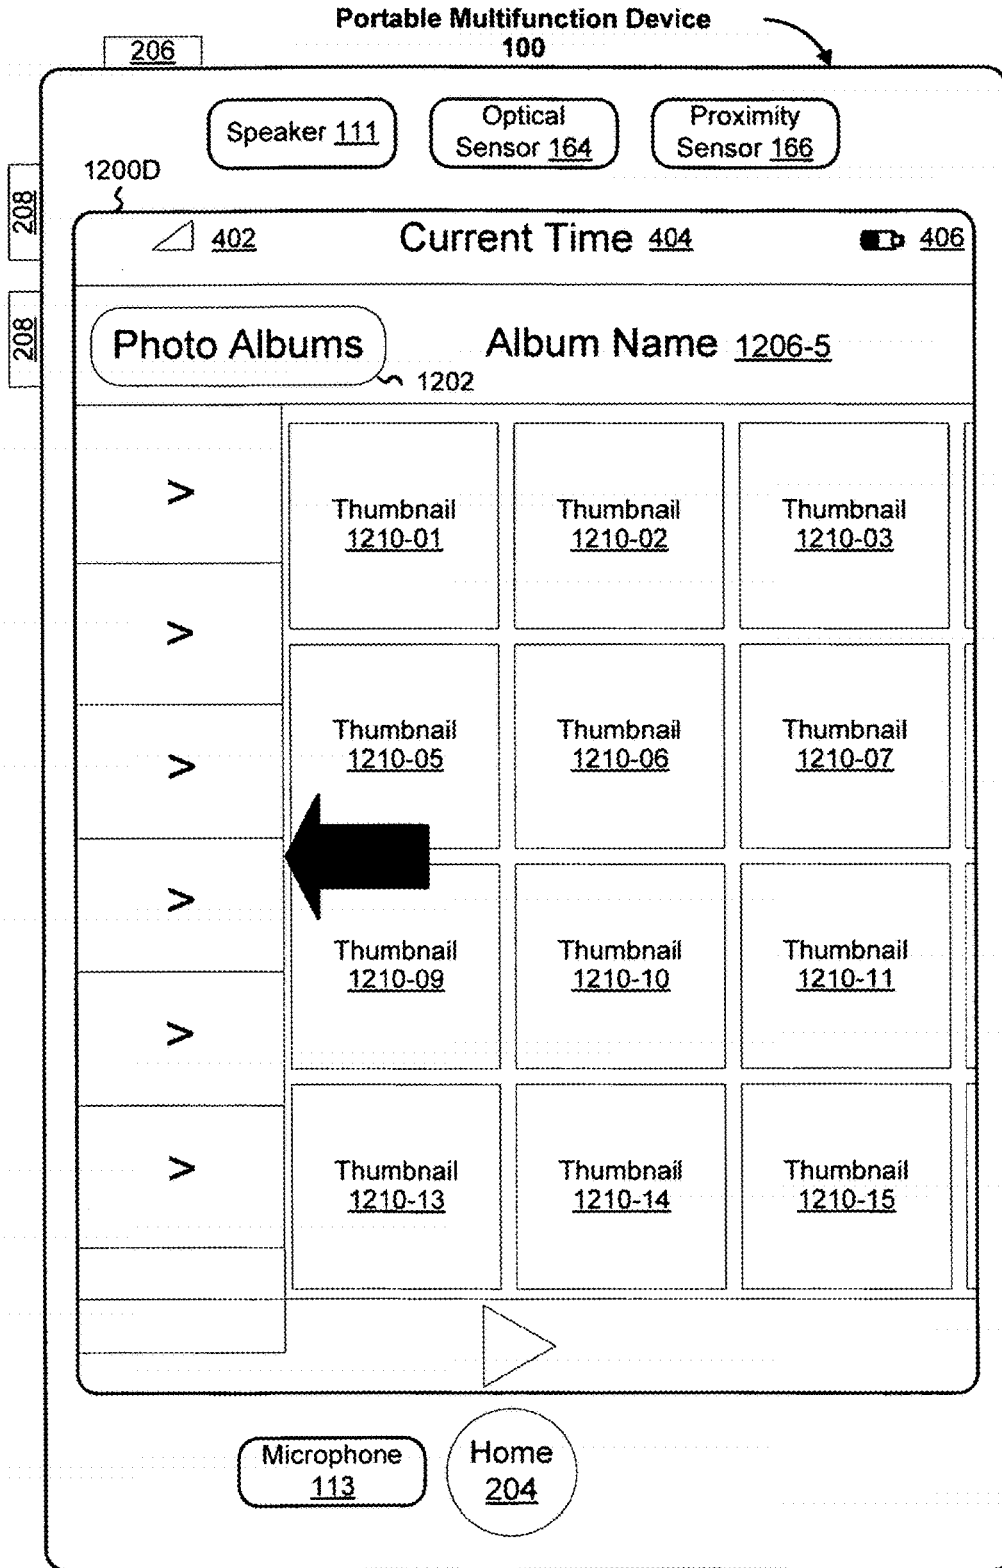 Portable Multifunction Device
100
206
Speaker 111
Optical
Sensor 164
Proximity
Sensor 166
1200D
208
402
Current Time 404
406
208
Photo Albums
Album Name 1206-5
1202
>
Thumbnail
1210-01
Thumbnail
1210-02
Thumbnail
1210-03
>
>
Thumbnail
1210-05
Thumbnail
1210-06
Thumbnail
1210-07
>
Thumbnail
1210-09
Thumbnail
1210-10
Thumbnail
1210-11
>
>
Thumbnail
1210-13
Thumbnail
1210-14
Thumbnail
1210-15
Microphone
113
Home
204